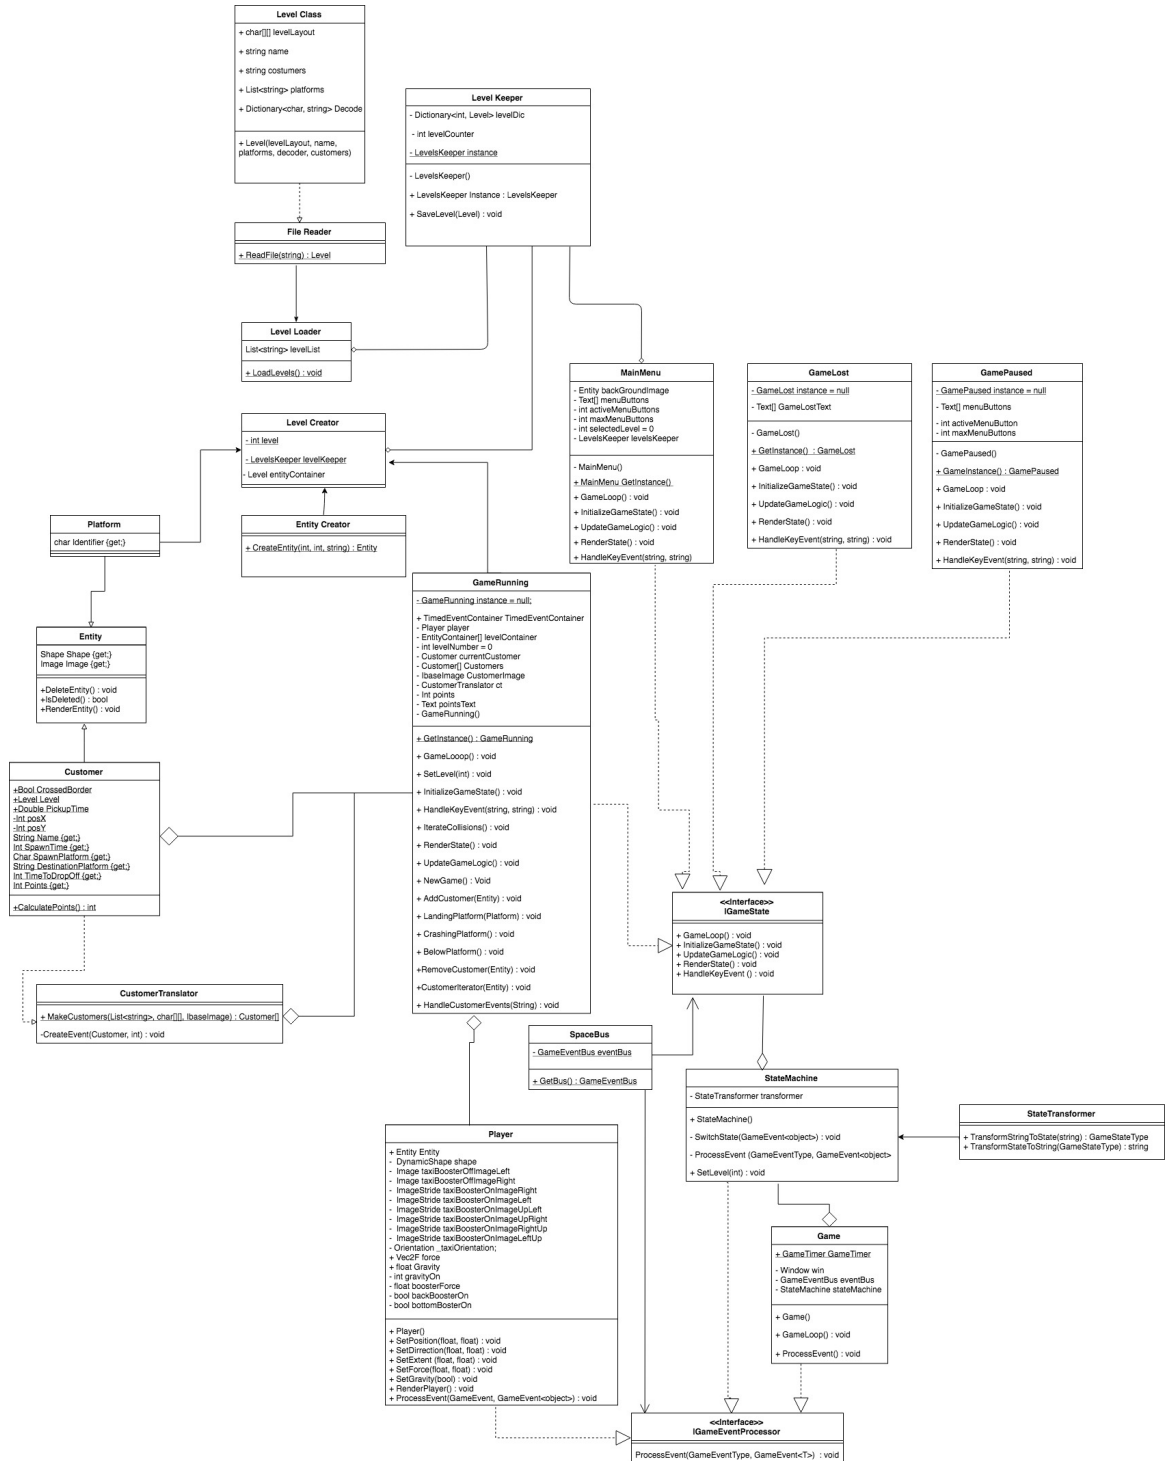 Level Class
+ char[][] levelLayout
+ string name
+ string costumers
+ List<string> platforms
+ Dictionary<char, string> Decode
+ Level(levelLayout, name,
platforms, decoder, customers)
Level Keeper
- Dictionary<int, Level> levelDic
- int levelCounter
- LevelsKeeper instance
- LevelsKeeper()
+ LevelsKeeper Instance : LevelsKeeper
+ SaveLevel(Level) : void
File Reader
+ ReadFile(string) : Level
Level Loader
List<string> levelList
+ LoadLevels() : void
Level Creator
- int level
- LevelsKeeper levelKeeper
- Level entityContainer
Entity Creator
+ CreateEntity(int, int, string) : Entity
Platform
char Identifier {get;}
Entity
Shape Shape {get;}
Image Image {get;}
+DeleteEntity() : void
+IsDeleted() : bool
+RenderEntity() : void
Customer
+Bool CrossedBorder
+Level Level
+Double PickupTime
-Int posX
-Int posY
String Name {get;}
Int SpawnTime {get;}
Char SpawnPlatform {get;}
String DestinationPlatform {get;}
Int TimeToDropOff {get;}
Int Points {get;}
+CalculatePoints() : int
CustomerTranslator
+ MakeCustomers(List<string>, char[][], IbaseImage) : Customer[]
-CreateEvent(Customer, int) : void
GameRunning
- GameRunning instance = null;
+ TimedEventContainer TimedEventContainer
- Player player
- EntityContainer[] levelContainer
- int levelNumber = 0
- Customer currentCustomer
- Customer[] Customers
- IbaseImage CustomerImage
- CustomerTranslator ct
- Int points
- Text pointsText
- GameRunning()
+ GetInstance() : GameRunning
+ GameLooop() : void
+ SetLevel(int) : void
+ InitializeGameState() : void
+ HandleKeyEvent(string, string) : void
+ IterateCollisions() : void
+ RenderState() : void
+ UpdateGameLogic() : void
+ NewGame() : Void
+ AddCustomer(Entity) : void
+ LandingPlatform(Platform) : void
+ CrashingPlatform() : void
+ BelowPlatform() : void
+RemoveCustomer(Entity) : void
+CustomerIterator(Entity) : void
+ HandleCustomerEvents(String) : void
MainMenu
- Entity backGroundImage
- Text[] menuButtons
- int activeMenuButtons
- int maxMenuButtons
- int selectedLevel = 0
- LevelsKeeper levelsKeeper
- MainMenu()
+ MainMenu GetInstance()
+ GameLoop() : void
+ InitializeGameState() : void
+ UpdateGameLogic() : void
+ RenderState() : void
+ HandleKeyEvent(string, string)
GameLost
- GameLost instance = null
- Text[] GameLostText
- GameLost()
+ GetInstance() : GameLost
+ GameLoop : void
+ InitializeGameState() : void
+ UpdateGameLogic() : void
+ RenderState() : void
+ HandleKeyEvent(string, string) : void
GamePaused
- GamePaused instance = null
- Text[] menuButtons
- int activeMenuButton
- int maxMenuButtons
- GamePaused()
+ GameInstance() : GamePaused
+ GameLoop : void
+ InitializeGameState() : void
+ UpdateGameLogic() : void
+ RenderState() : void
+ HandleKeyEvent(string, string) : void
<<Interface>>
IGameState
+ GameLoop() : void
+ InitializeGameState() : void
+ UpdateGameLogic() : void
+ RenderState() : void
+ HandleKeyEvent () : void
SpaceBus
- GameEventBus eventBus
+ GetBus() : GameEventBus
StateMachine
- StateTransformer transformer
+ StateMachine()
- SwitchState(GameEvent<object>) : void
- ProcessEvent (GameEventType, GameEvent<object>
+ SetLevel(int) : void
StateTransformer
+ TransformStringToState(string) : GameStateType
+ TransformStateToString(GameStateType) : string
Player
+ Entity Entity
- DynamicShape shape
- Image taxiBoosterOffImageLeft
- Image taxiBoosterOffImageRight
- ImageStride taxiBoosterOnImageRight
- ImageStride taxiBoosterOnImageLeft
- ImageStride taxiBoosterOnImageUpLeft
- ImageStride taxiBoosterOnImageUpRight
- ImageStride taxiBoosterOnImageRightUp
- ImageStride taxiBoosterOnImageLeftUp
- Orientation _taxiOrientation;
+ Vec2F force
+ float Gravity
- int gravityOn
- float boosterForce
- bool backBoosterOn
- bool bottomBosterOn
+ Player()
+ SetPosition(float, float) : void
+ SetDirrection(float, float) : void
+ SetExtent (float, float) : void
+ SetForce(float, float) : void
+ SetGravity(bool) : void
+ RenderPlayer() : void
+ ProcessEvent(GameEvent, GameEvent<object>) : void
Game
+ GameTimer GameTimer
- Window win
- GameEventBus eventBus
- StateMachine stateMachine
+ Game()
+ GameLoop() : void
+ ProcessEvent() : void
<<Interface>>
IGameEventProcessor
ProcessEvent(GameEventType, GameEvent<T>) : void